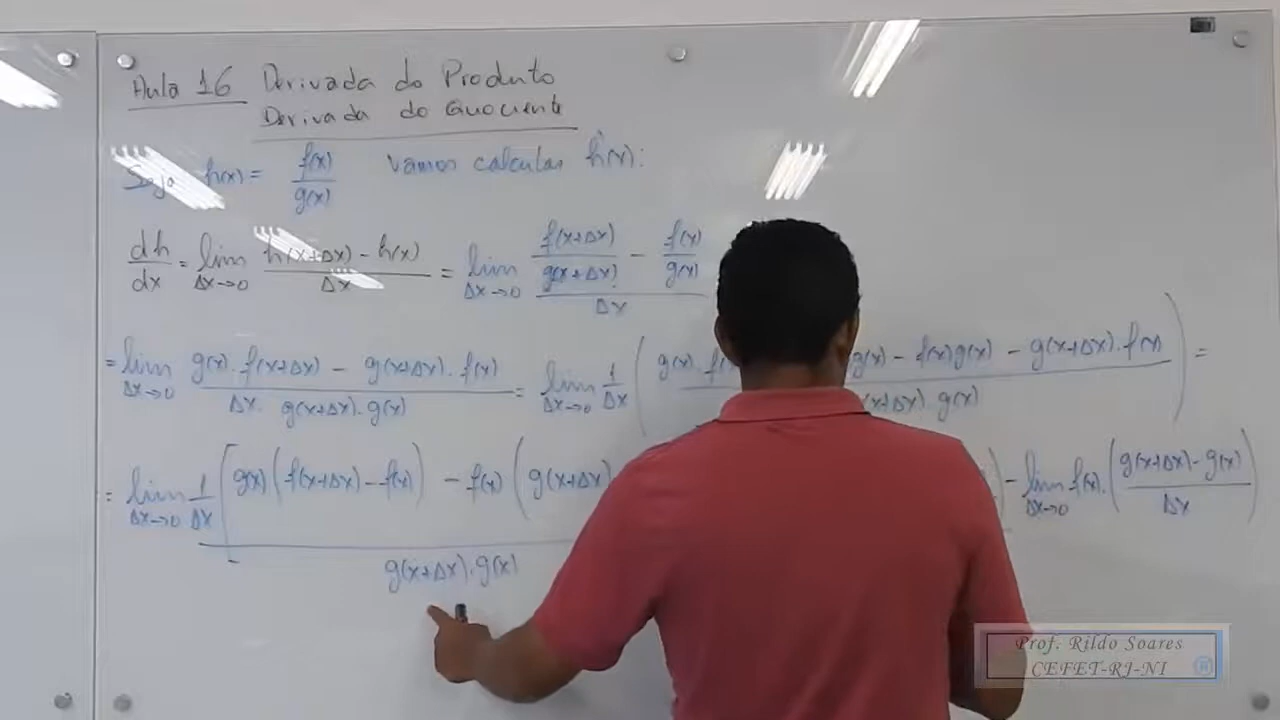 Aula 16 Derivada do Produto
Derivada do Quociente
Seja h(x) = f(x)/g(x) Vamos calcular h'(x):
dh/dx = lim Δx→0 h(x+Δx) - h(x) / Δx = lim Δx→0 f(x+Δx)/g(x+Δx) - f(x)/g(x) / Δx
= lim Δx→0 g(x).f(x+Δx) - g(x+Δx).f(x) / Δx. g(x+Δx).g(x) = lim Δx→0 1/Δx ( g(x). g(x) - f(x)g(x) - g(x+Δx).f(x) / (x+Δx).g(x) ) =
= lim Δx→0 1/Δx [ g(x) ( f(x+Δx) - f(x) ) - f(x) ( g(x+Δx) / g(x+Δx).g(x) ) - lim Δx→0 f(x). ( g(x+Δx) - g(x) / Δx )
Prof. Rildo Soares
CEFET-RJ-NI